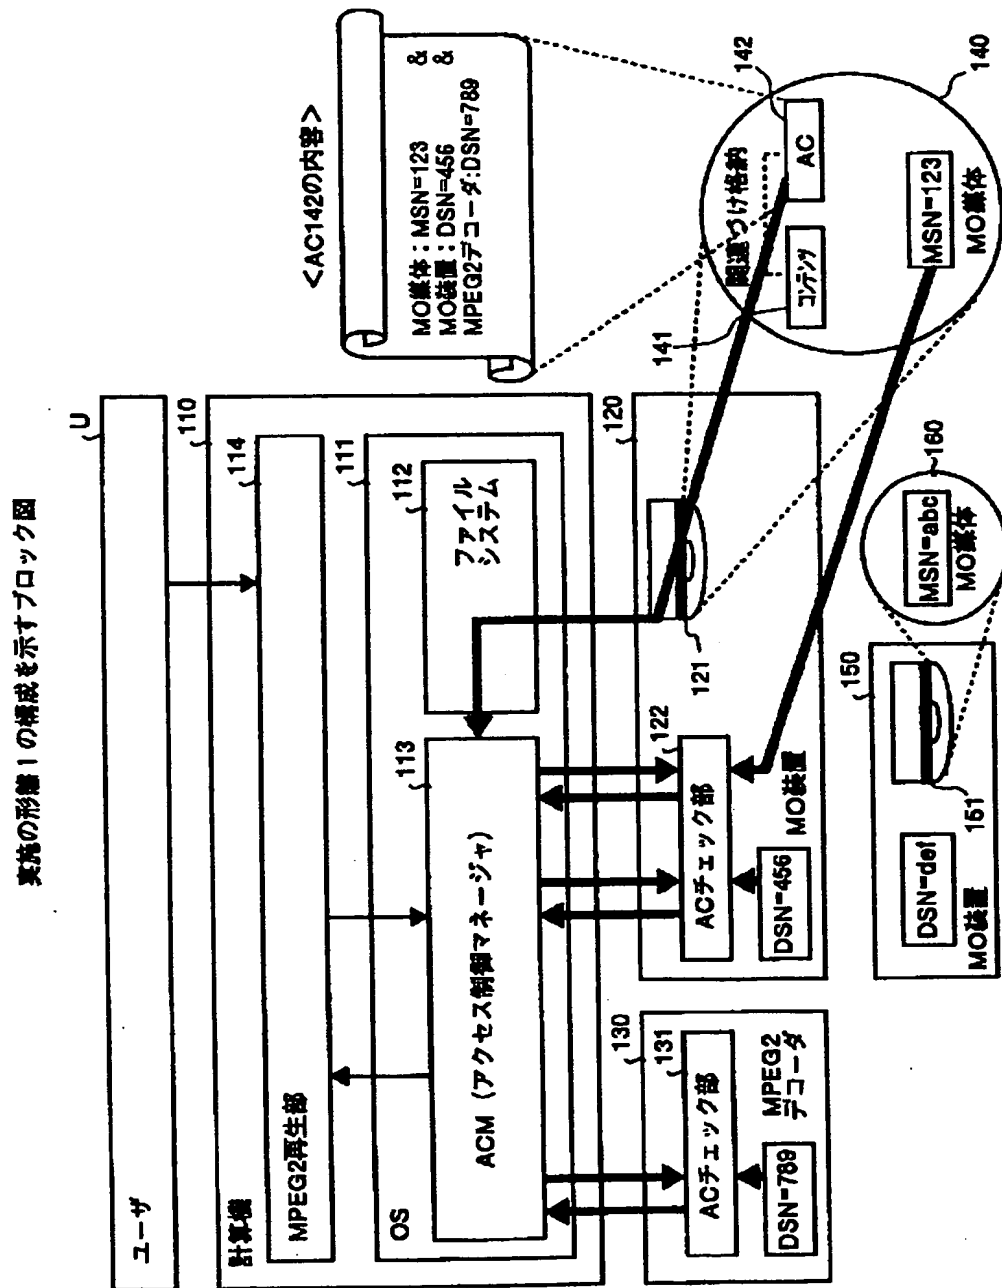 実施の形態1の構成を示すブロック図
ユーザ
U
計算機
110
MPEG2再生部
114
OS
111
ACM（アクセス制御マネージャ）
113
ファイル
システム
112
<AC142の内容>
MO媒体：MSN=123 &
MO装置：DSN=456 &
MPEG2デコーダ:DSN=789
130
ACチェック部
131
DSN=789
MPEG2
デコーダ
120
ACチェック部
122
DSN=456
MO装置
121
141
コンテンツ
関連づけ格納
AC
142
MSN=123
MO媒体
140
150
DSN=def
MO装置
151
MSN=abc
MO媒体
160